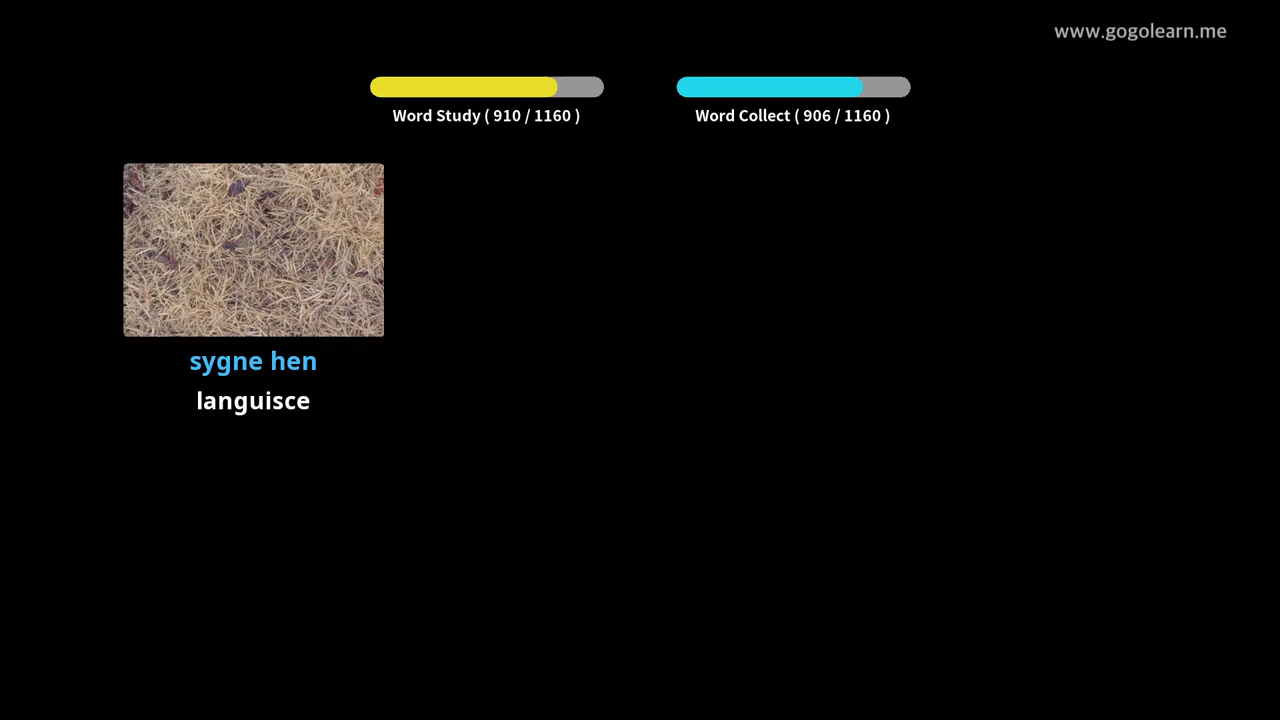 www.gogolearn.me
Word Study ( 910 / 1160 )
Word Collect ( 906 / 1160 )
sygne hen
languisce